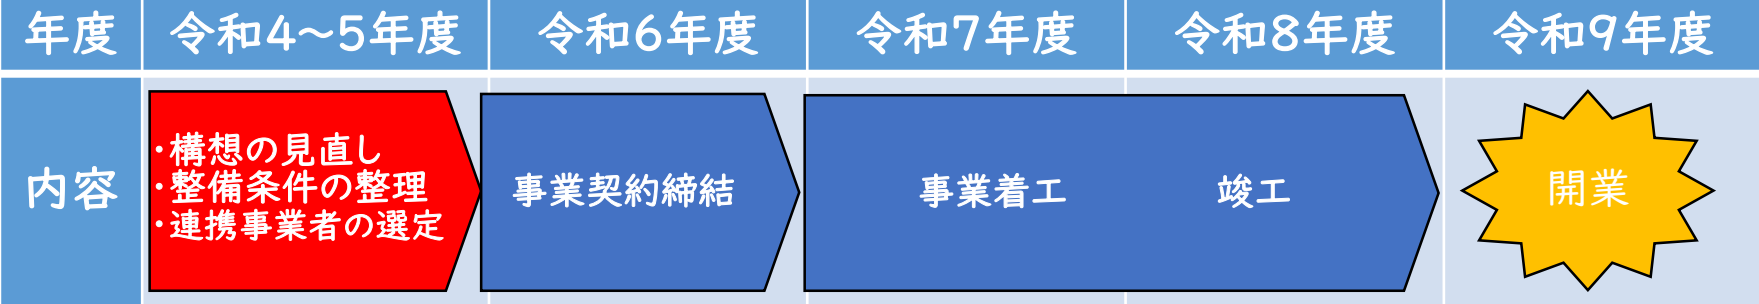 年度
令和4～5年度
令和6年度
令和7年度
令和8年度
令和9年度
内容
・構想の見直し
・整備条件の整理
・連携事業者の選定
事業契約締結
事業着工
竣工
開業